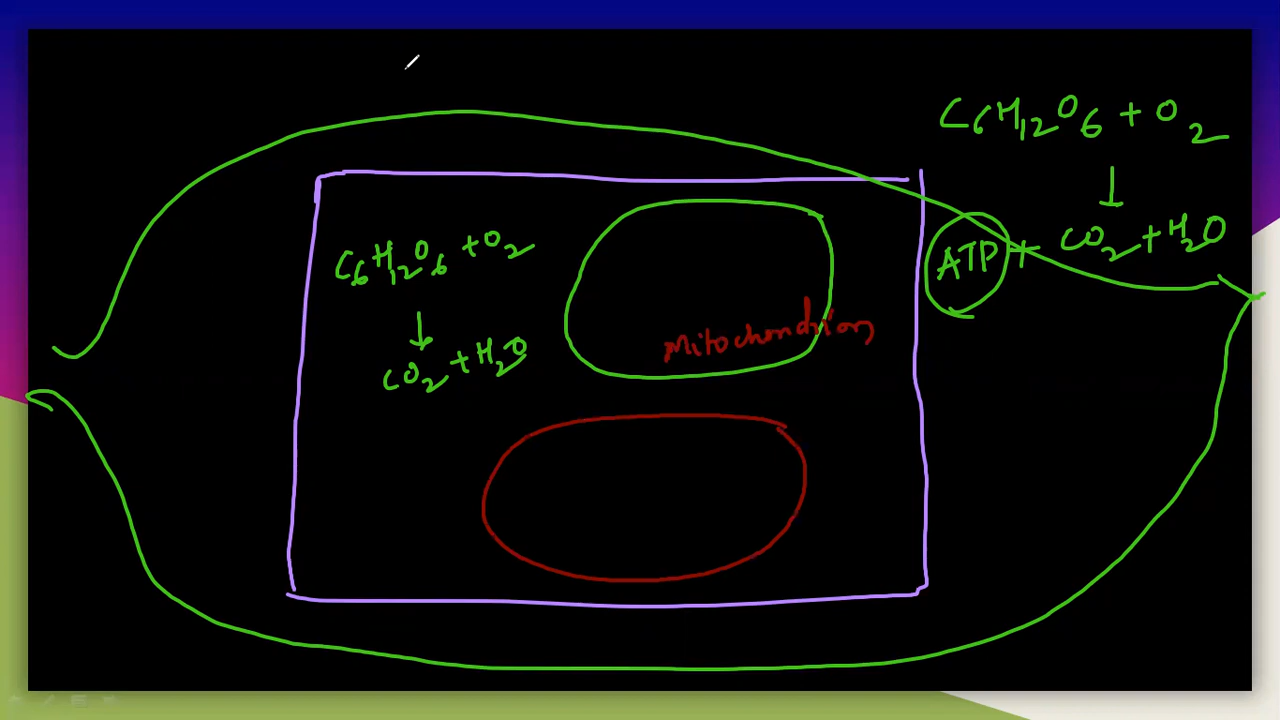 C6H12O6 + O2
↓
ATP + CO2 + H2O
C6H12O6 + O2
↓
CO2 + H2O
Mitochondrion